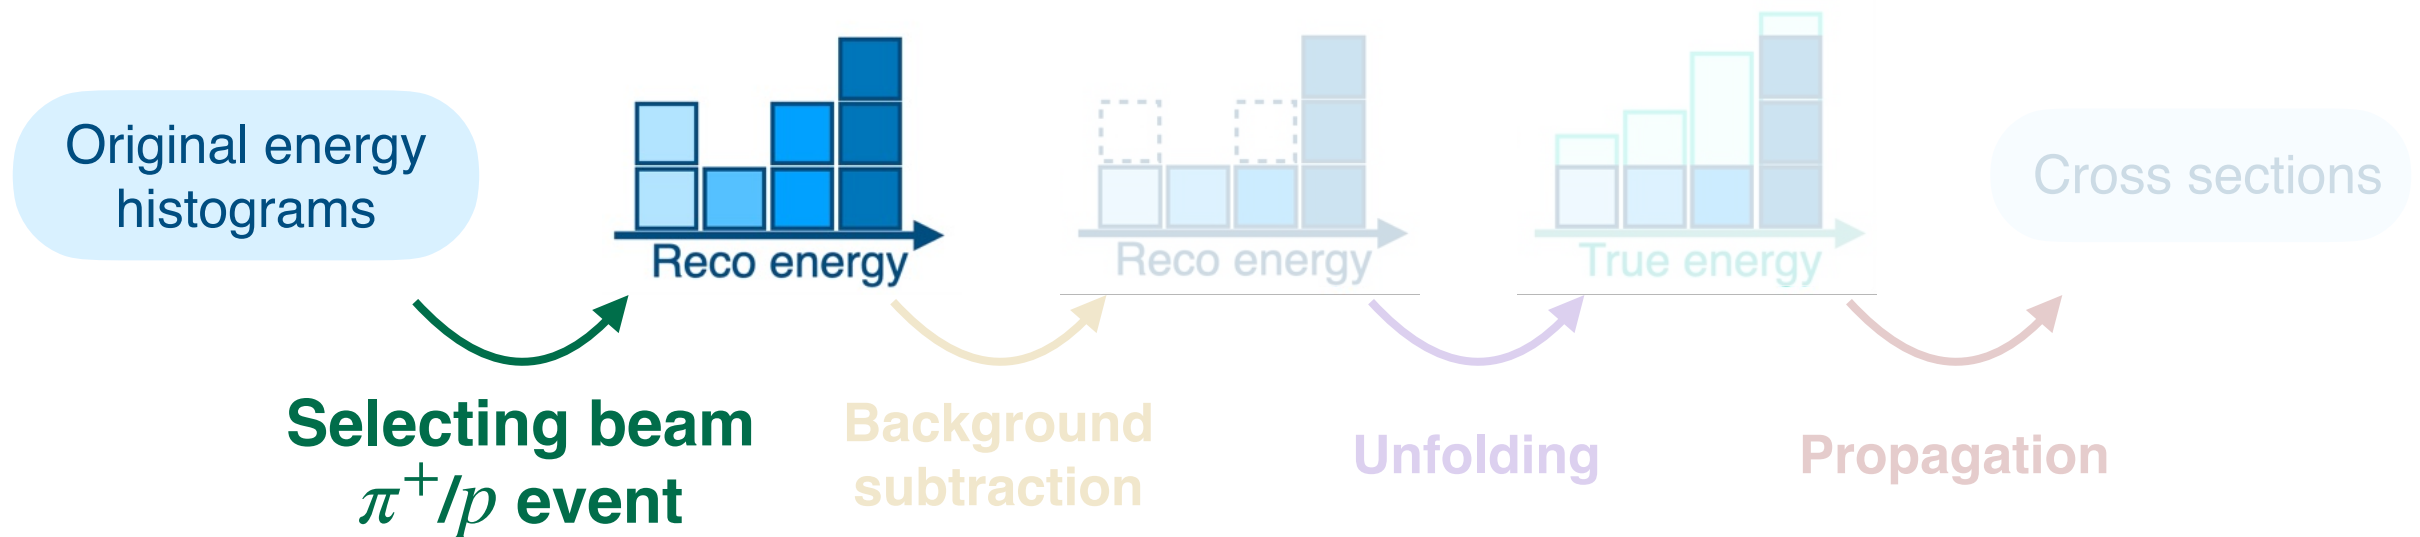 Original energy
histograms
Reco energy
Reco energy
True energy
Cross sections
Selecting beam
π⁺/p event
Background
subtraction
Unfolding
Propagation